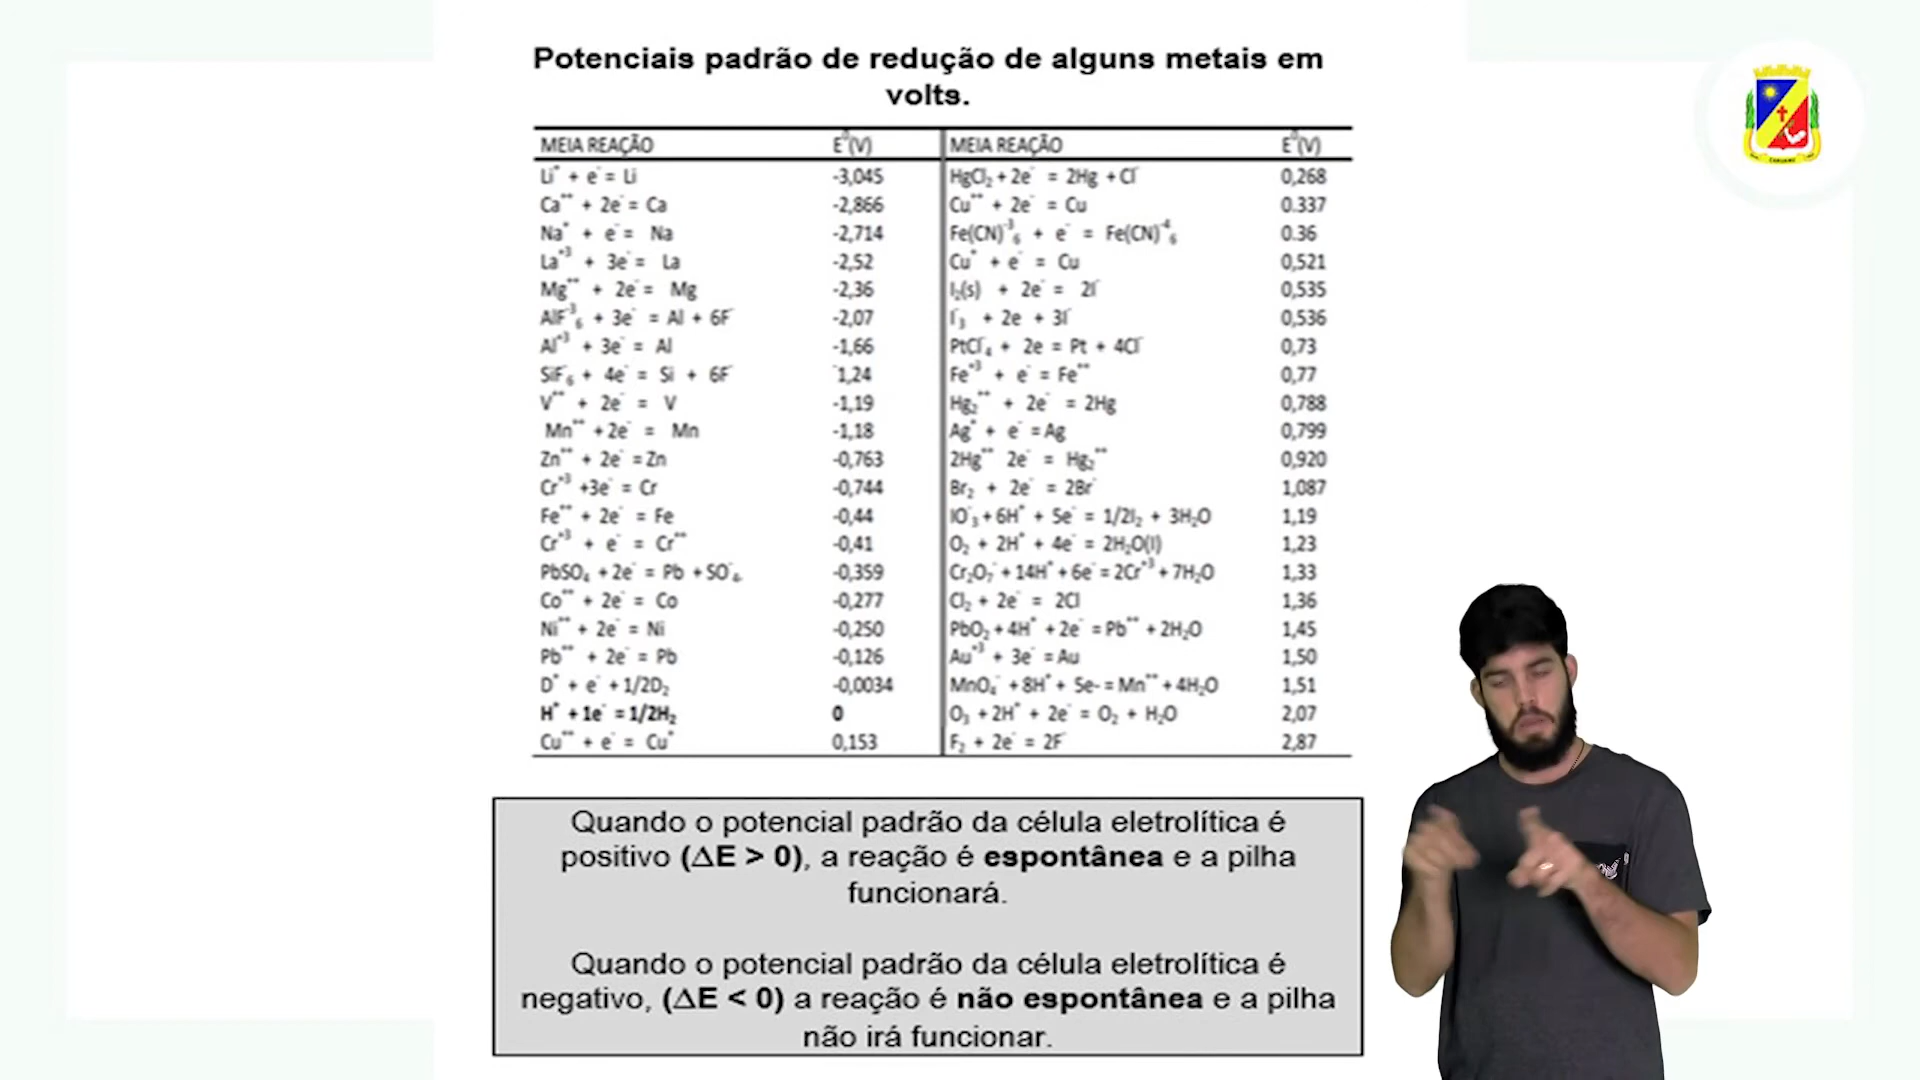 Potenciais padrão de redução de alguns metais em
volts.
MEIA REAÇÃO E⁰(V) MEIA REAÇÃO E⁰(V)
Li⁺ + e⁻ = Li -3,045 HgCl₂ + 2e⁻ = 2Hg + Cl⁻ 0,268
Ca⁺⁺ + 2e⁻ = Ca -2,866 Cu⁺⁺ + 2e⁻ = Cu 0.337
Na⁺ + e⁻ = Na -2,714 Fe(CN)⁻³₆ + e⁻ = Fe(CN)⁻⁴₆ 0.36
La⁺³ + 3e⁻ = La -2,52 Cu⁺ + e⁻ = Cu 0,521
Mg⁺⁺ + 2e⁻ = Mg -2,36 I₂(s) + 2e⁻ = 2I⁻ 0,535
AlF⁻³₆ + 3e⁻ = Al + 6F⁻ -2,07 I⁻₃ + 2e + 3I⁻ 0,536
Al⁺³ + 3e⁻ = Al -1,66 PtCl⁻₄ + 2e = Pt + 4Cl⁻ 0,73
SiF⁻₆ + 4e⁻ = Si + 6F⁻ ⁻1,24 Fe⁺³ + e⁻ = Fe⁺⁺ 0,77
V⁺⁺ + 2e⁻ = V -1,19 Hg₂⁺⁺ + 2e⁻ = 2Hg 0,788
Mn⁺⁺ + 2e⁻ = Mn -1,18 Ag⁺ + e⁻ = Ag 0,799
Zn⁺⁺ + 2e⁻ = Zn -0,763 2Hg⁺⁺ 2e⁻ = Hg₂⁺⁺ 0,920
Cr⁺³ +3e⁻ = Cr -0,744 Br₂ + 2e⁻ = 2Br⁻ 1,087
Fe⁺⁺ + 2e⁻ = Fe -0,44 IO⁻₃ + 6H⁺ + 5e⁻ = 1/2I₂ + 3H₂O 1,19
Cr⁺³ + e⁻ = Cr⁺⁺ -0,41 O₂ + 2H⁺ + 4e⁻ = 2H₂O(l) 1,23
PbSO₄ + 2e⁻ = Pb + SO⁻₄ -0,359 Cr₂O₇⁻ + 14H⁺ + 6e⁻ = 2Cr⁺³ + 7H₂O 1,33
Co⁺⁺ + 2e⁻ = Co -0,277 Cl₂ + 2e⁻ = 2Cl 1,36
Ni⁺⁺ + 2e⁻ = Ni -0,250 PbO₂ + 4H⁺ + 2e⁻ = Pb⁺⁺ + 2H₂O 1,45
Pb⁺⁺ + 2e⁻ = Pb -0,126 Au⁺³ + 3e⁻ = Au 1,50
D⁺ + e⁻ + 1/2D₂ -0,0034 MnO₄⁻ + 8H⁺ + 5e- = Mn⁺⁺ + 4H₂O 1,51
H⁺ + 1e⁻ = 1/2H₂ 0 O₃ + 2H⁺ + 2e⁻ = O₂ + H₂O 2,07
Cu⁺⁺ + e⁻ = Cu⁺ 0,153 F₂ + 2e⁻ = 2F⁻ 2,87
Quando o potencial padrão da célula eletrolítica é
positivo (∆E > 0), a reação é espontânea e a pilha
funcionará.
Quando o potencial padrão da célula eletrolítica é
negativo, (∆E < 0) a reação é não espontânea e a pilha
não irá funcionar.